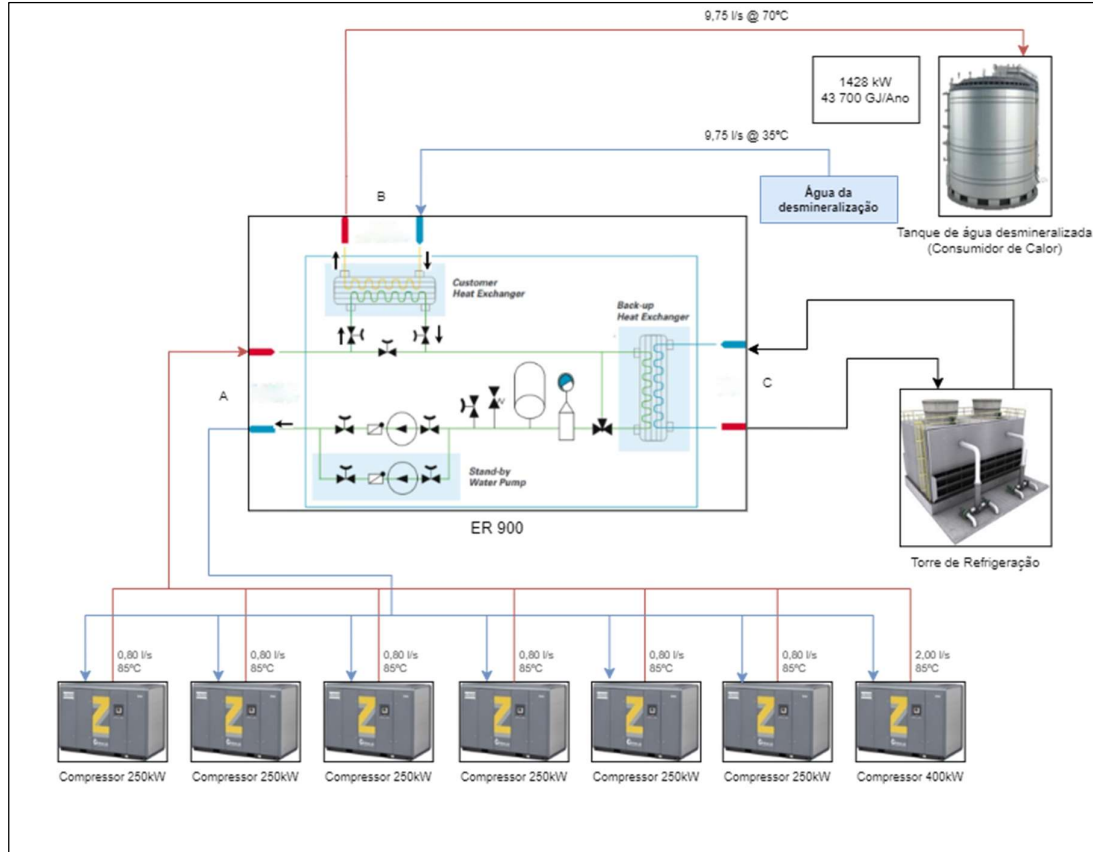 9,75 l/s @ 70ºC
1428 kW
43 700 GJ/Ano
9,75 l/s @ 35ºC
Água da
desmineralização
B
Tanque de água desmineralizada
(Consumidor de Calor)
Customer
Heat Exchanger
Back-up
Heat Exchanger
A
C
Stand-by
Water Pump
ER 900
Torre de Refrigeração
0,80 l/s
85ºC
0,80 l/s
85ºC
0,80 l/s
85ºC
0,80 l/s
85ºC
0,80 l/s
85ºC
0,80 l/s
85ºC
2,00 l/s
85ºC
Z
Z
Z
Z
Z
Z
Z
Compressor 250kW
Compressor 250kW
Compressor 250kW
Compressor 250kW
Compressor 250kW
Compressor 250kW
Compressor 400kW